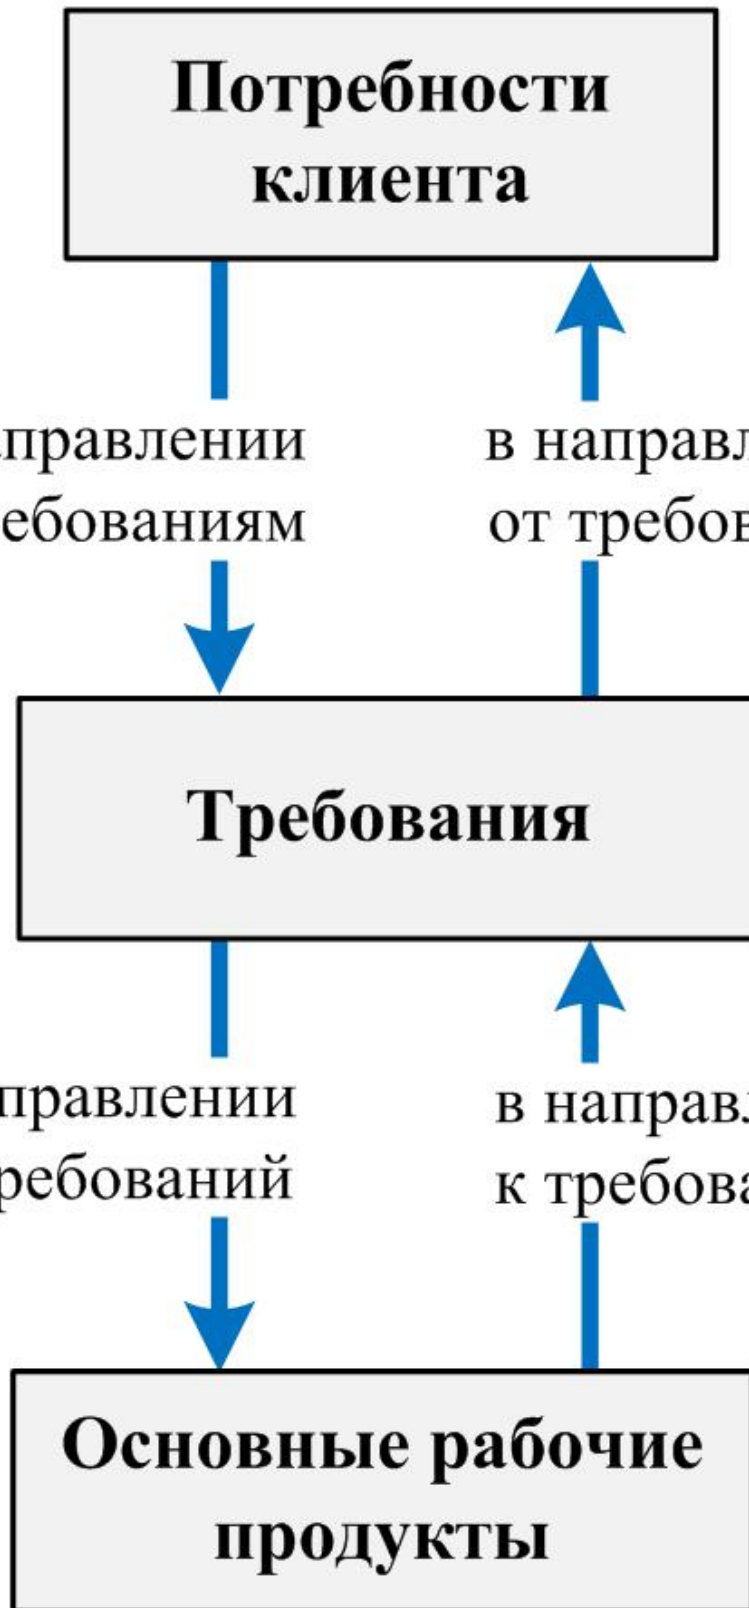 Потребности
клиента
правлении
в направл
ебованиям
от требов
Требования
правлении
в направл
ребований
к требова
Основные рабочие
продукты